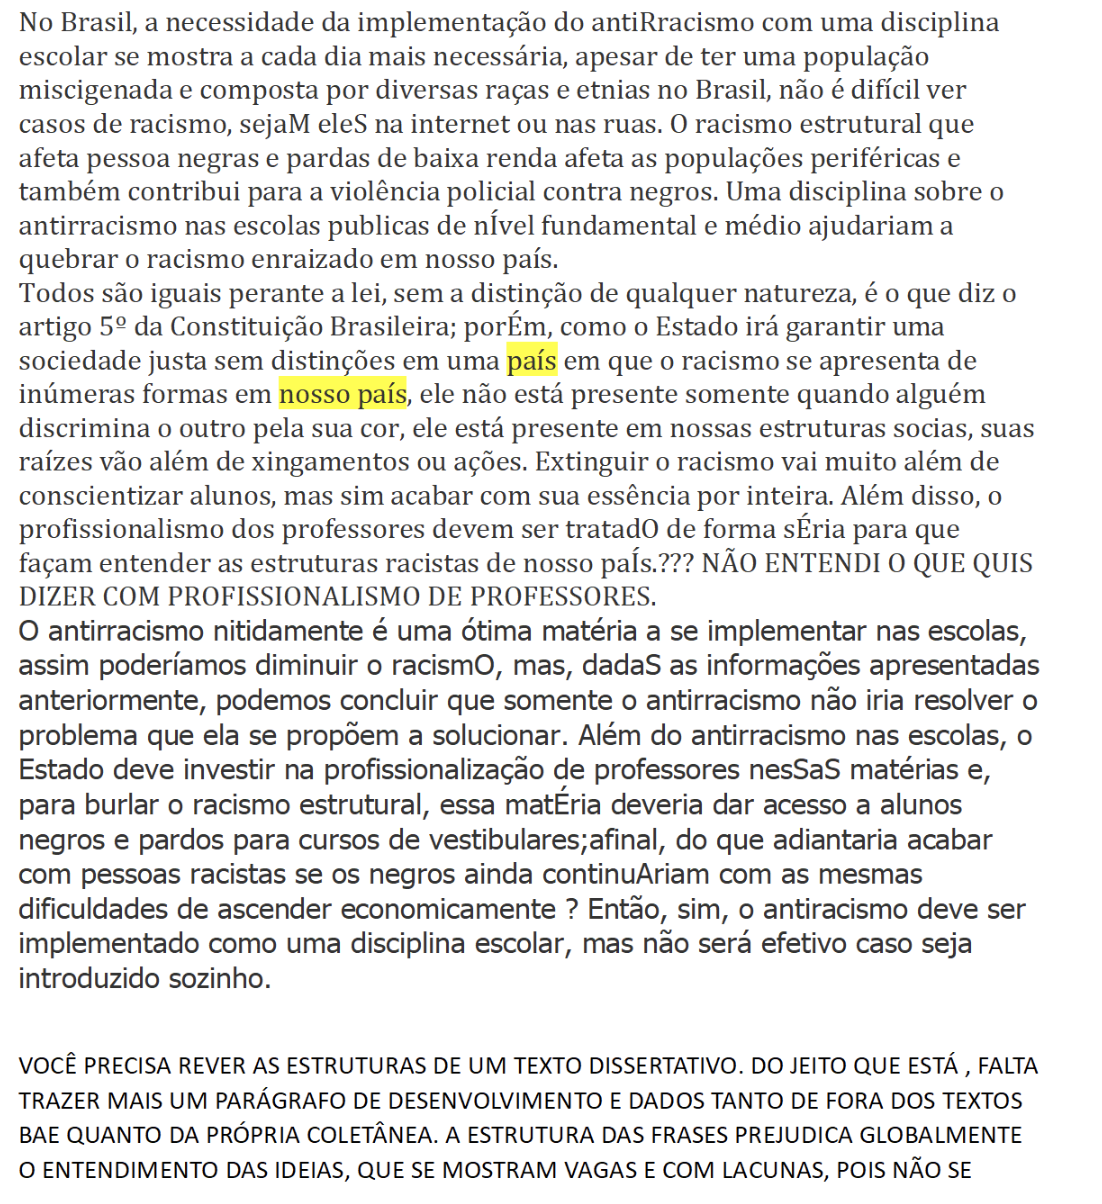 No Brasil, a necessidade da implementação do antiRracismo com uma disciplina
escolar se mostra a cada dia mais necessária, apesar de ter uma população
miscigenada e composta por diversas raças e etnias no Brasil, não é difícil ver
casos de racismo, sejaM eleS na internet ou nas ruas. O racismo estrutural que
afeta pessoa negras e pardas de baixa renda afeta as populações periféricas e
também contribui para a violência policial contra negros. Uma disciplina sobre o
antirracismo nas escolas publicas de nÍvel fundamental e médio ajudariam a
quebrar o racismo enraizado em nosso país.
Todos são iguais perante a lei, sem a distinção de qualquer natureza, é o que diz o
artigo 5º da Constituição Brasileira; porÉm, como o Estado irá garantir uma
sociedade justa sem distinções em uma país em que o racismo se apresenta de
inúmeras formas em nosso país, ele não está presente somente quando alguém
discrimina o outro pela sua cor, ele está presente em nossas estruturas socias, suas
raízes vão além de xingamentos ou ações. Extinguir o racismo vai muito além de
conscientizar alunos, mas sim acabar com sua essência por inteira. Além disso, o
profissionalismo dos professores devem ser tratadO de forma sÉria para que
façam entender as estruturas racistas de nosso paÍs.??? NÃO ENTENDI O QUE QUIS
DIZER COM PROFISSIONALISMO DE PROFESSORES.
O antirracismo nitidamente é uma ótima matéria a se implementar nas escolas,
assim poderíamos diminuir o racismO, mas, dadaS as informações apresentadas
anteriormente, podemos concluir que somente o antirracismo não iria resolver o
problema que ela se propõem a solucionar. Além do antirracismo nas escolas, o
Estado deve investir na profissionalização de professores nesSaS matérias e,
para burlar o racismo estrutural, essa matÉria deveria dar acesso a alunos
negros e pardos para cursos de vestibulares;afinal, do que adiantaria acabar
com pessoas racistas se os negros ainda continuAriam com as mesmas
dificuldades de ascender economicamente ? Então, sim, o antiracismo deve ser
implementado como uma disciplina escolar, mas não será efetivo caso seja
introduzido sozinho.
VOCÊ PRECISA REVER AS ESTRUTURAS DE UM TEXTO DISSERTATIVO. DO JEITO QUE ESTÁ , FALTA
TRAZER MAIS UM PARÁGRAFO DE DESENVOLVIMENTO E DADOS TANTO DE FORA DOS TEXTOS
BAE QUANTO DA PRÓPRIA COLETÂNEA. A ESTRUTURA DAS FRASES PREJUDICA GLOBALMENTE
O ENTENDIMENTO DAS IDEIAS, QUE SE MOSTRAM VAGAS E COM LACUNAS, POIS NÃO SE